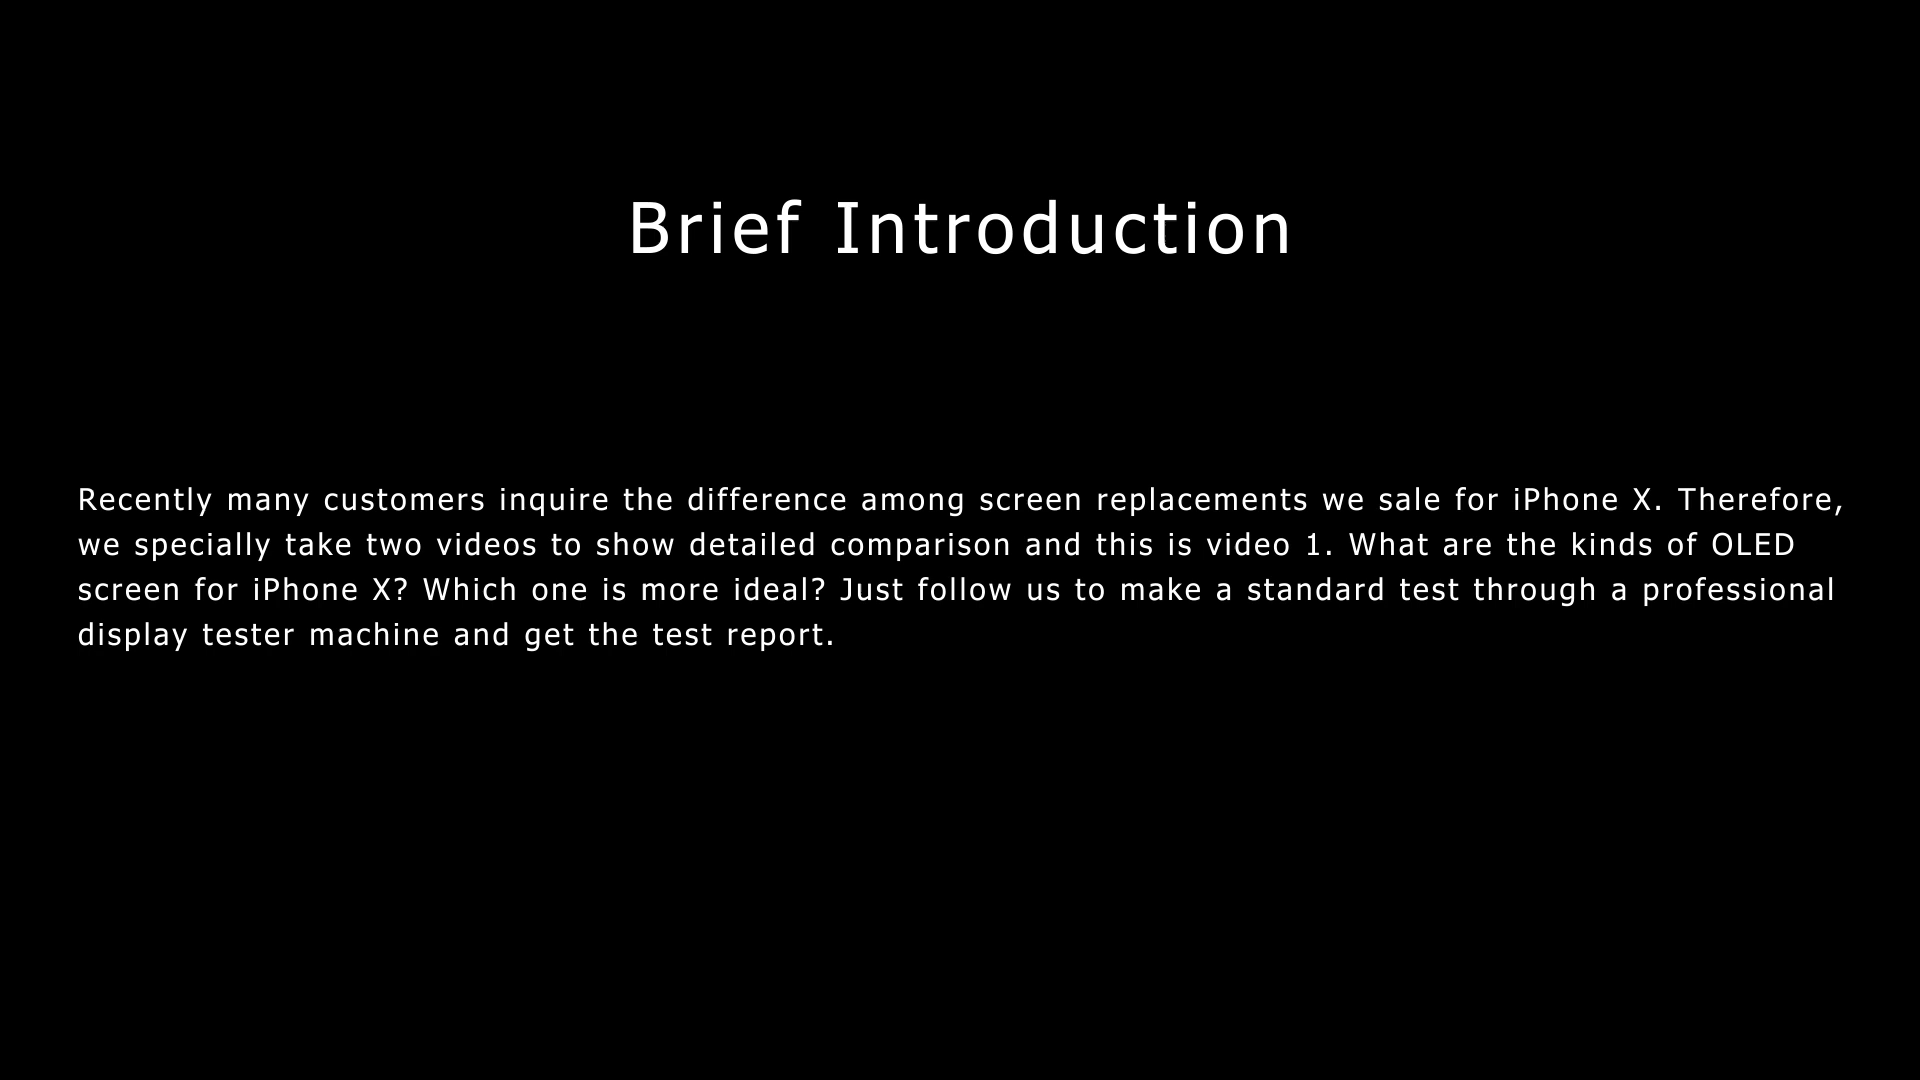 Brief Introduction
Recently many customers inquire the difference among screen replacements we sale for iPhone X. Therefore,
we specially take two videos to show detailed comparison and this is video 1. What are the kinds of OLED
screen for iPhone X? Which one is more ideal? Just follow us to make a standard test through a professional
display tester machine and get the test report.